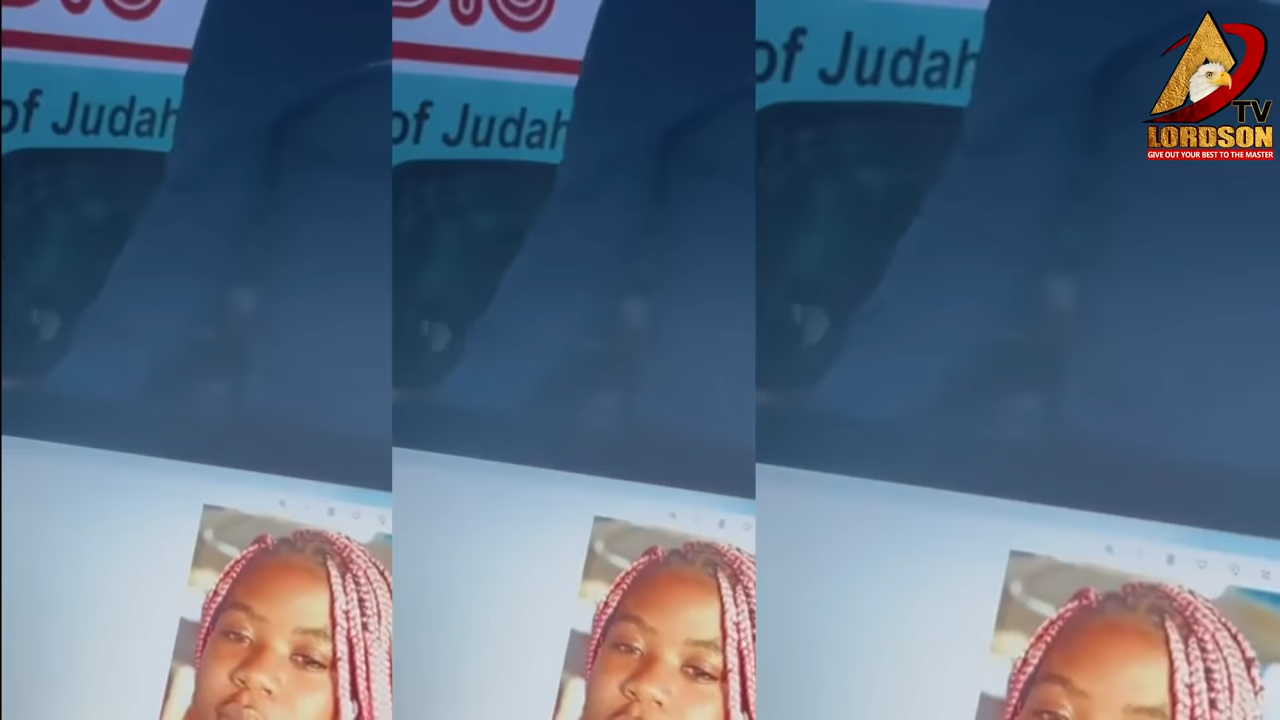 of Judah
of Judah
of Judah
TV
LORDSON
GIVE OUT YOUR BEST TO THE MASTER